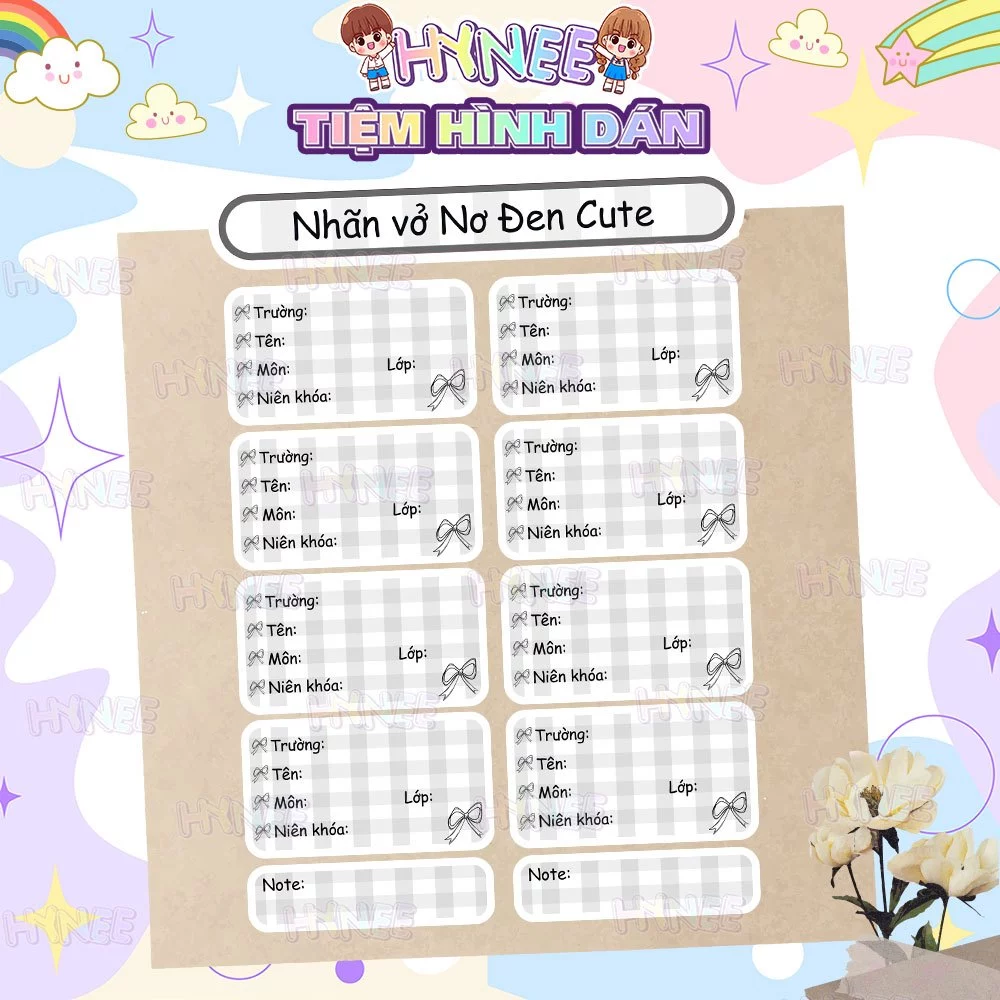 HYNEE
TIỆM HÌNH DÁN
Nhãn vở Nơ Đen Cute
Trường:
Tên:
Môn: Lớp:
Niên khóa:
Trường:
Tên:
Môn: Lớp:
Niên khóa:
Trường:
Tên:
Môn: Lớp:
Niên khóa:
Trường:
Tên:
Môn: Lớp:
Niên khóa:
Trường:
Tên:
Môn: Lớp:
Niên khóa:
Trường:
Tên:
Môn: Lớp:
Niên khóa:
Trường:
Tên:
Môn: Lớp:
Niên khóa:
Trường:
Tên:
Môn: Lớp:
Niên khóa:
Note:
Note: